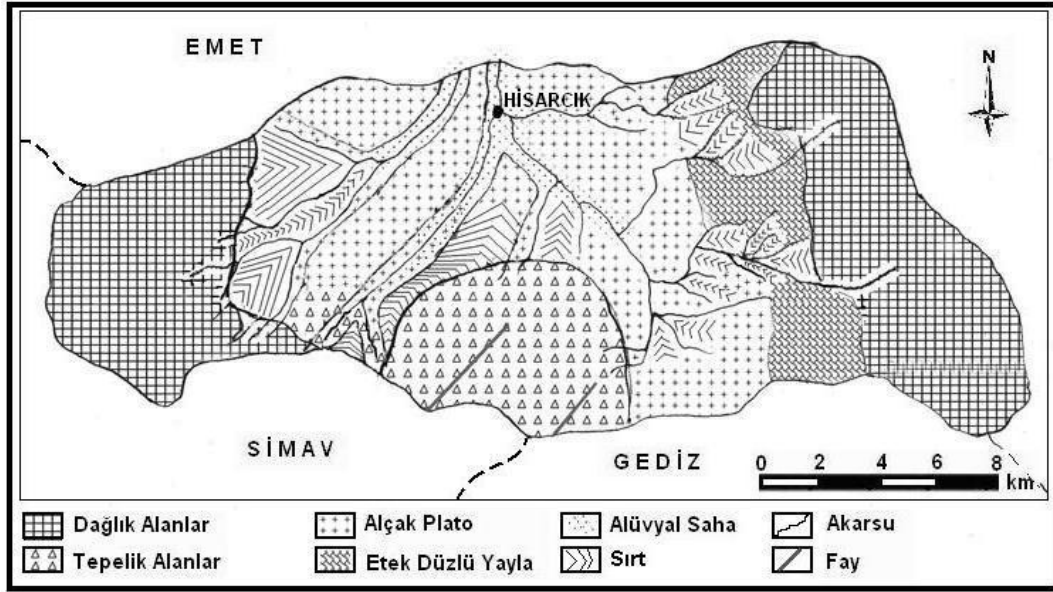 EMET
N
HİSARCIK
SİMAV
GEDİZ
0 2 4 6 8
km
Dağlık Alanlar
Alçak Plato
Alüvyal Saha
Akarsu
Tepelik Alanlar
Etek Düzlü Yayla
Sırt
Fay